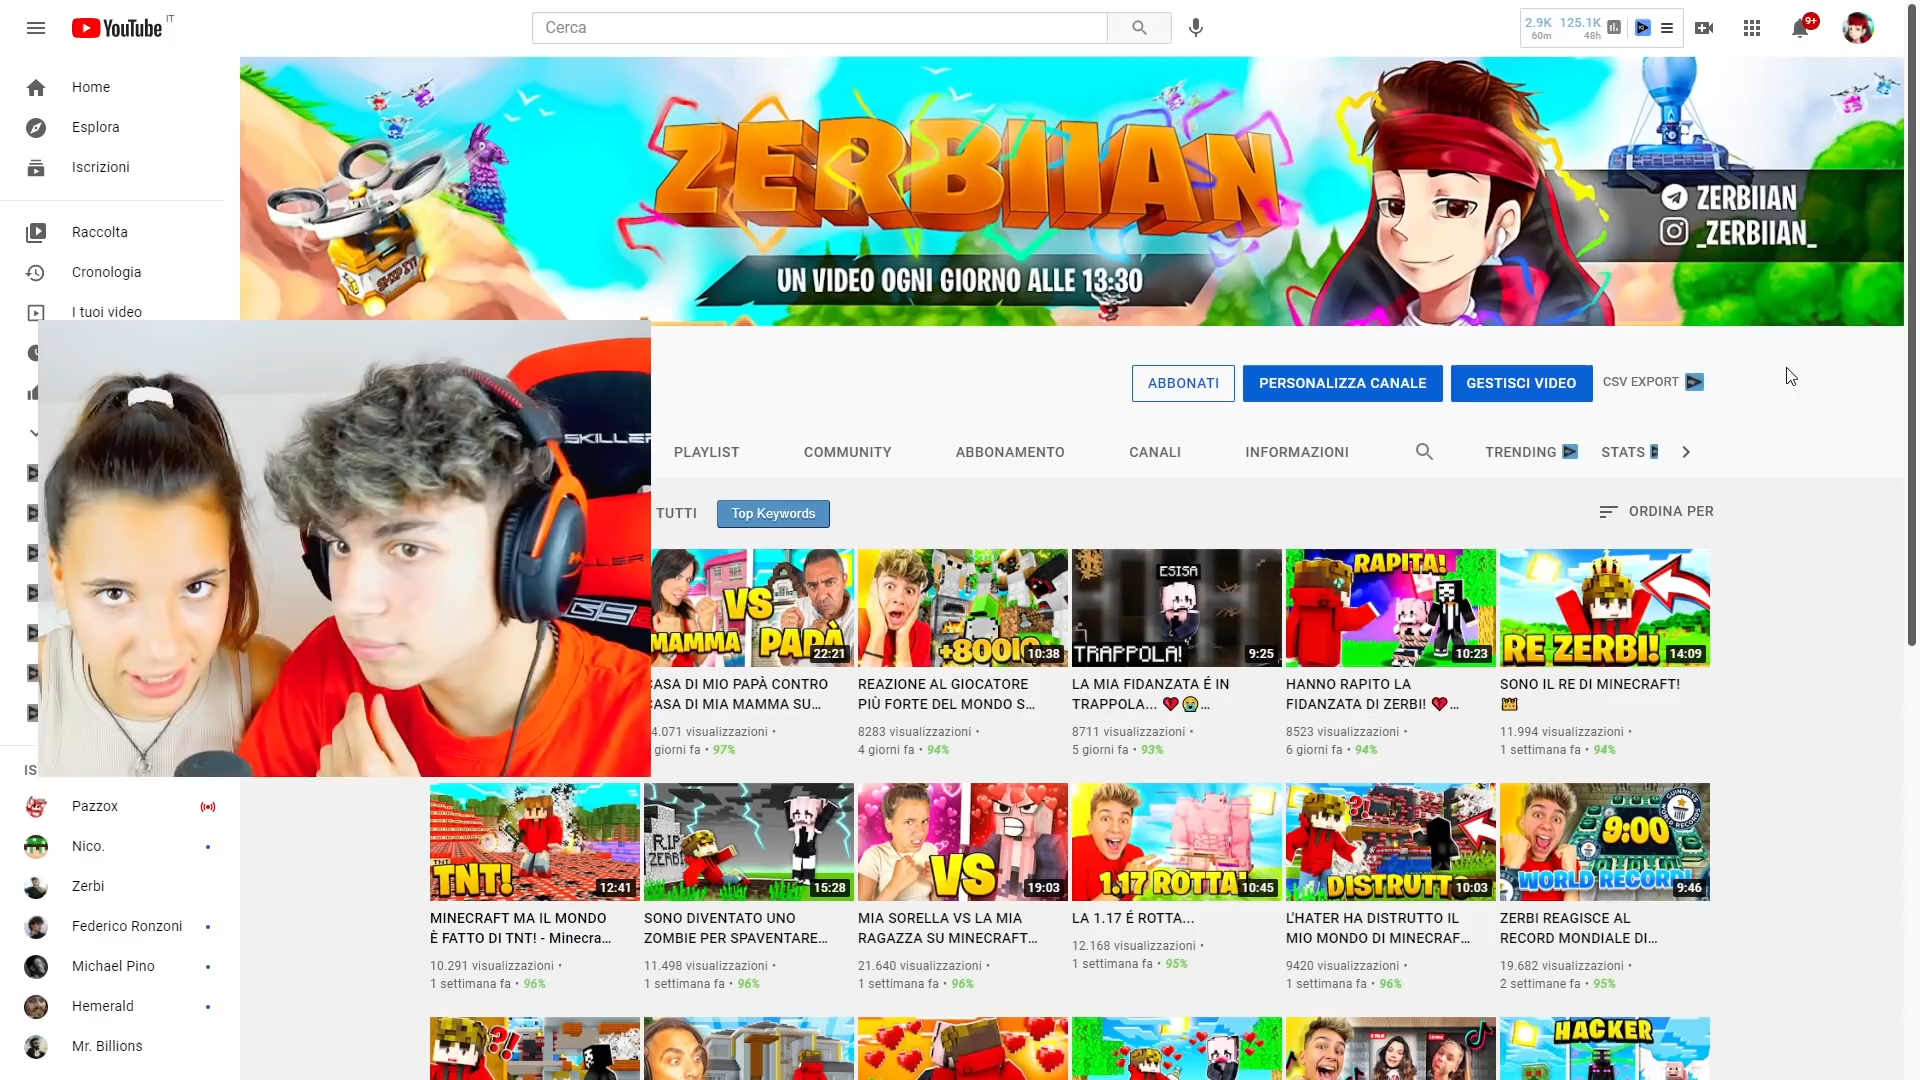 YouTube IT
Cerca
2.9K 125.1K
60m 48h
9+
Home
Esplora
Iscrizioni
Raccolta
Cronologia
I tuoi video
ZERBIIAN
UN VIDEO OGNI GIORNO ALLE 13:30
SHIP IT!
ZERBIIAN
_ZERBIIAN_
ABBONATI
PERSONALIZZA CANALE
GESTISCI VIDEO
CSV EXPORT
PLAYLIST
COMMUNITY
ABBONAMENTO
CANALI
INFORMAZIONI
TRENDING
STATS
TUTTI
Top Keywords
ORDINA PER
SKILLER
MAMMA VS PAPÀ
22:21
CASA DI MIO PAPÀ CONTRO
CASA DI MIA MAMMA SU...
4.071 visualizzazioni •
giorni fa • 97%
10:38
REAZIONE AL GIOCATORE
PIÙ FORTE DEL MONDO S...
8283 visualizzazioni •
4 giorni fa • 94%
ESISA
TRAPPOLA!
9:25
LA MIA FIDANZATA É IN
TRAPPOLA... 💔😭...
8711 visualizzazioni •
5 giorni fa • 93%
RAPITA!
10:23
HANNO RAPITO LA
FIDANZATA DI ZERBI! 💔...
8523 visualizzazioni •
6 giorni fa • 94%
RE ZERBI!
14:09
SONO IL RE DI MINECRAFT!
👑
11.994 visualizzazioni •
1 settimana fa • 94%
IS
Pazzox
Nico.
Zerbi
Federico Ronzoni
Michael Pino
Hemerald
Mr. Billions
TNT
TNT!
12:41
MINECRAFT MA IL MONDO
È FATTO DI TNT! - Minecra...
10.291 visualizzazioni •
1 settimana fa • 96%
R.I.P
ZERBI
15:28
SONO DIVENTATO UNO
ZOMBIE PER SPAVENTARE...
11.498 visualizzazioni •
1 settimana fa • 96%
VS
19:03
MIA SORELLA VS LA MIA
RAGAZZA SU MINECRAFT...
21.640 visualizzazioni •
1 settimana fa • 96%
1.17 ROTTA!
10:45
LA 1.17 É ROTTA...
12.168 visualizzazioni •
1 settimana fa • 95%
?!
DISTRUTTO
10:03
L'HATER HA DISTRUTTO IL
MIO MONDO DI MINECRAF...
9420 visualizzazioni •
1 settimana fa • 96%
9:00
WORLD RECORD!
9:46
ZERBI REAGISCE AL
RECORD MONDIALE DI...
19.682 visualizzazioni •
2 settimane fa • 95%
?!
HACKER